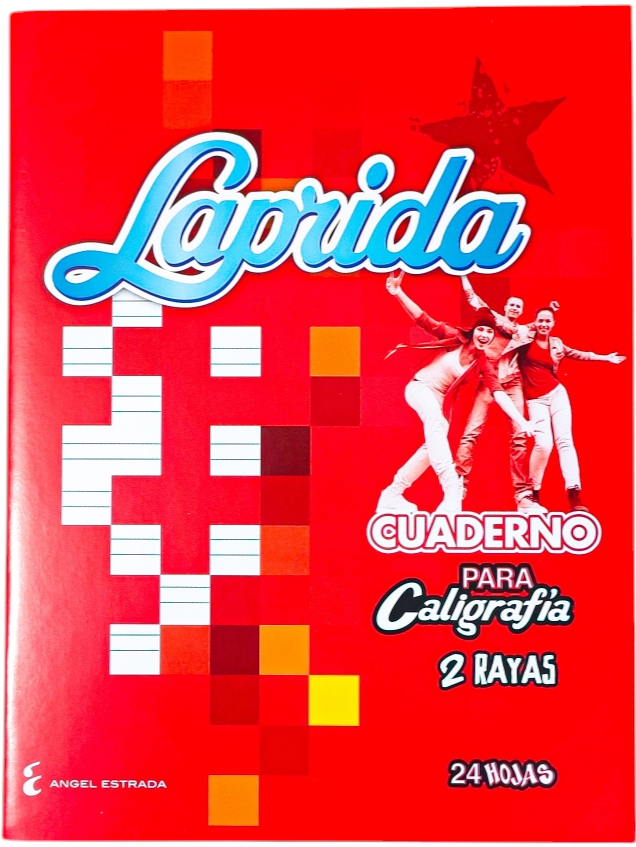 Laprida
CUADERNO
PARA
Caligrafía
2 RAYAS
24 HOJAS
ANGEL ESTRADA